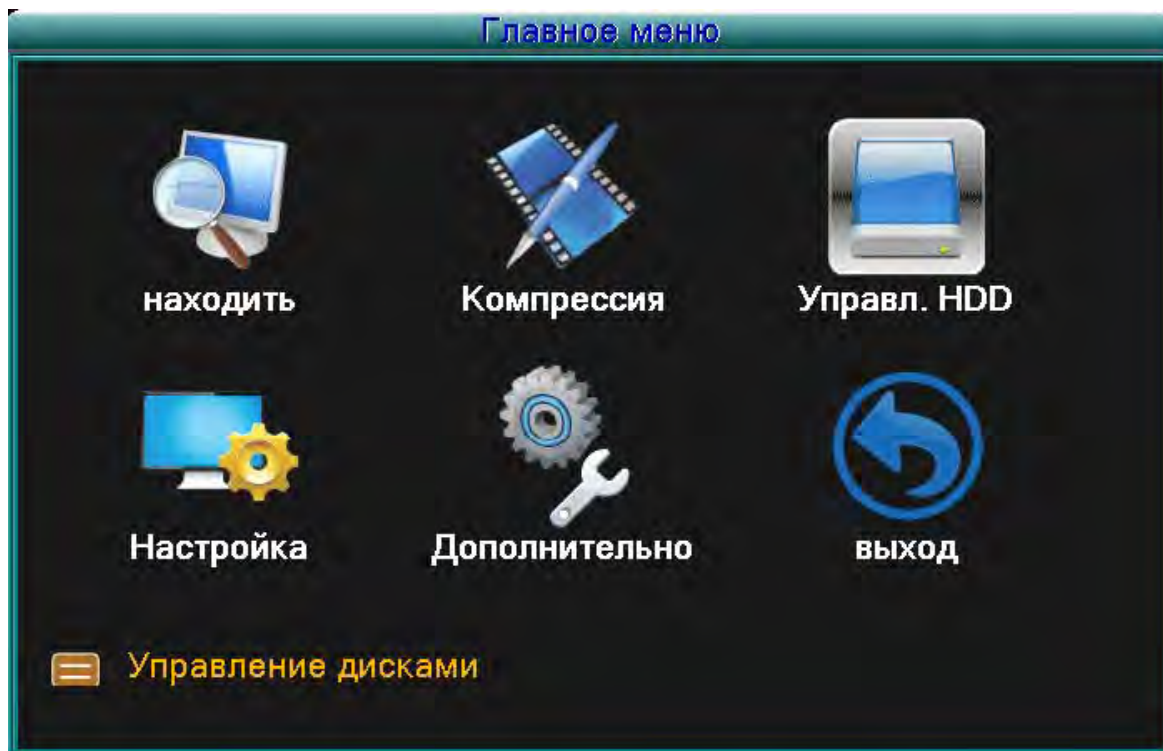 Главное меню
находить
Компрессия
Управл. HDD
Настройка
Дополнительно
выход
Управление дисками